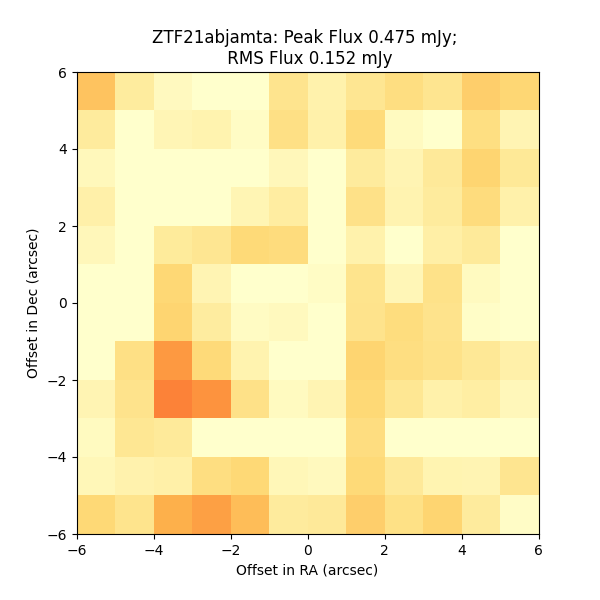 ZTF21abjamta: Peak Flux 0.475 mJy;
RMS Flux 0.152 mJy
6
4
2
0
−2
−4
−6
Offset in Dec (arcsec)
−6 −4 −2 0 2 4 6
Offset in RA (arcsec)